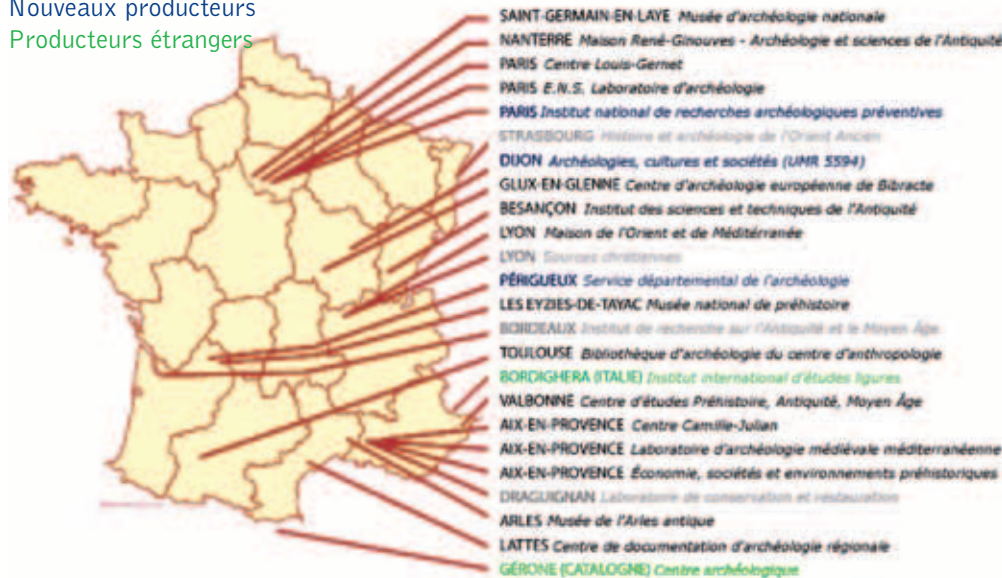 Nouveaux producteurs
Producteurs étrangers
SAINT-GERMAIN-EN-LAYE Musée d'archéologie nationale
NANTERRE Maison René-Ginouves - Archéologie et sciences de l'Antiquité
PARIS Centre Louis-Gernet
PARIS E.N.S. Laboratoire d'archéologie
PARIS Institut national de recherches archéologiques préventives
STRASBOURG Histoire et archéologie de l'Orient Ancien
DIJON Archéologies, cultures et sociétés (UMR 5594)
GLUX-EN-GLENNE Centre d'archéologie européenne de Bibracte
BESANÇON Institut des sciences et techniques de l'Antiquité
LYON Maison de l'Orient et de Méditérranée
LYON Sources chrétiennes
PÉRIGUEUX Service départemental de l'archéologie
LES EYZIES-DE-TAYAC Musée national de préhistoire
BORDEAUX Institut de recherche sur l'Antiquité et le Moyen Âge
TOULOUSE Bibliothèque d'archéologie du centre d'anthropologie
BORDIGHERA (ITALIE) Institut international d'études ligures
VALBONNE Centre d'études Préhistoire, Antiquité, Moyen Âge
AIX-EN-PROVENCE Centre Camille-Julian
AIX-EN-PROVENCE Laboratoire d'archéologie médiévale méditerranéenne
AIX-EN-PROVENCE Économie, sociétés et environnements préhistoriques
DRAGUIGNAN Laboratoire de conservation et restauration
ARLES Musée de l'Arles antique
LATTES Centre de documentation d'archéologie régionale
GÉRONE (CATALOGNE) Centre archéologique